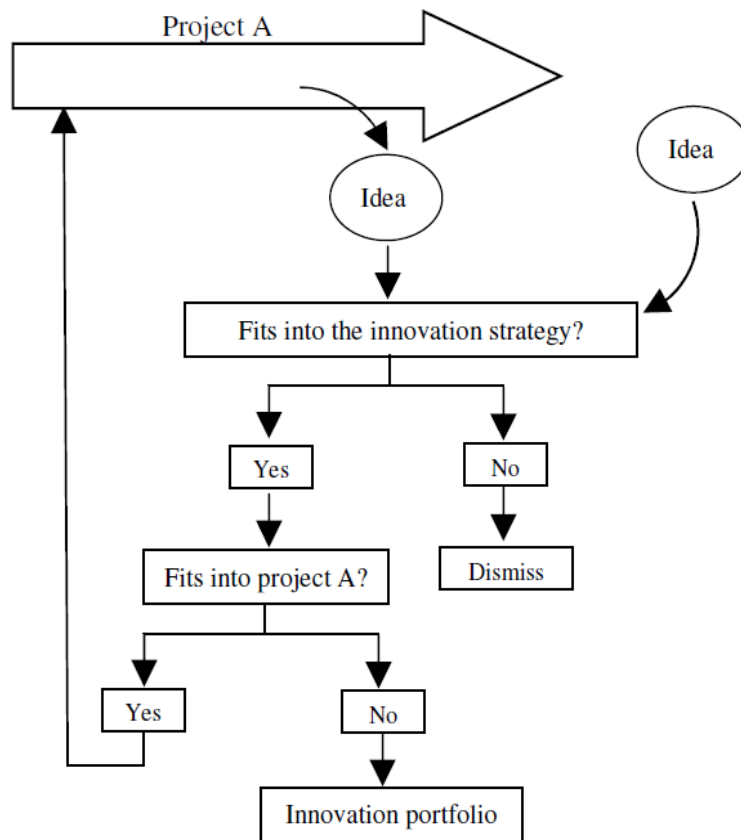 Project A
Idea
Idea
Fits into the innovation strategy?
Yes
No
Fits into project A?
Dismiss
Yes
No
Innovation portfolio